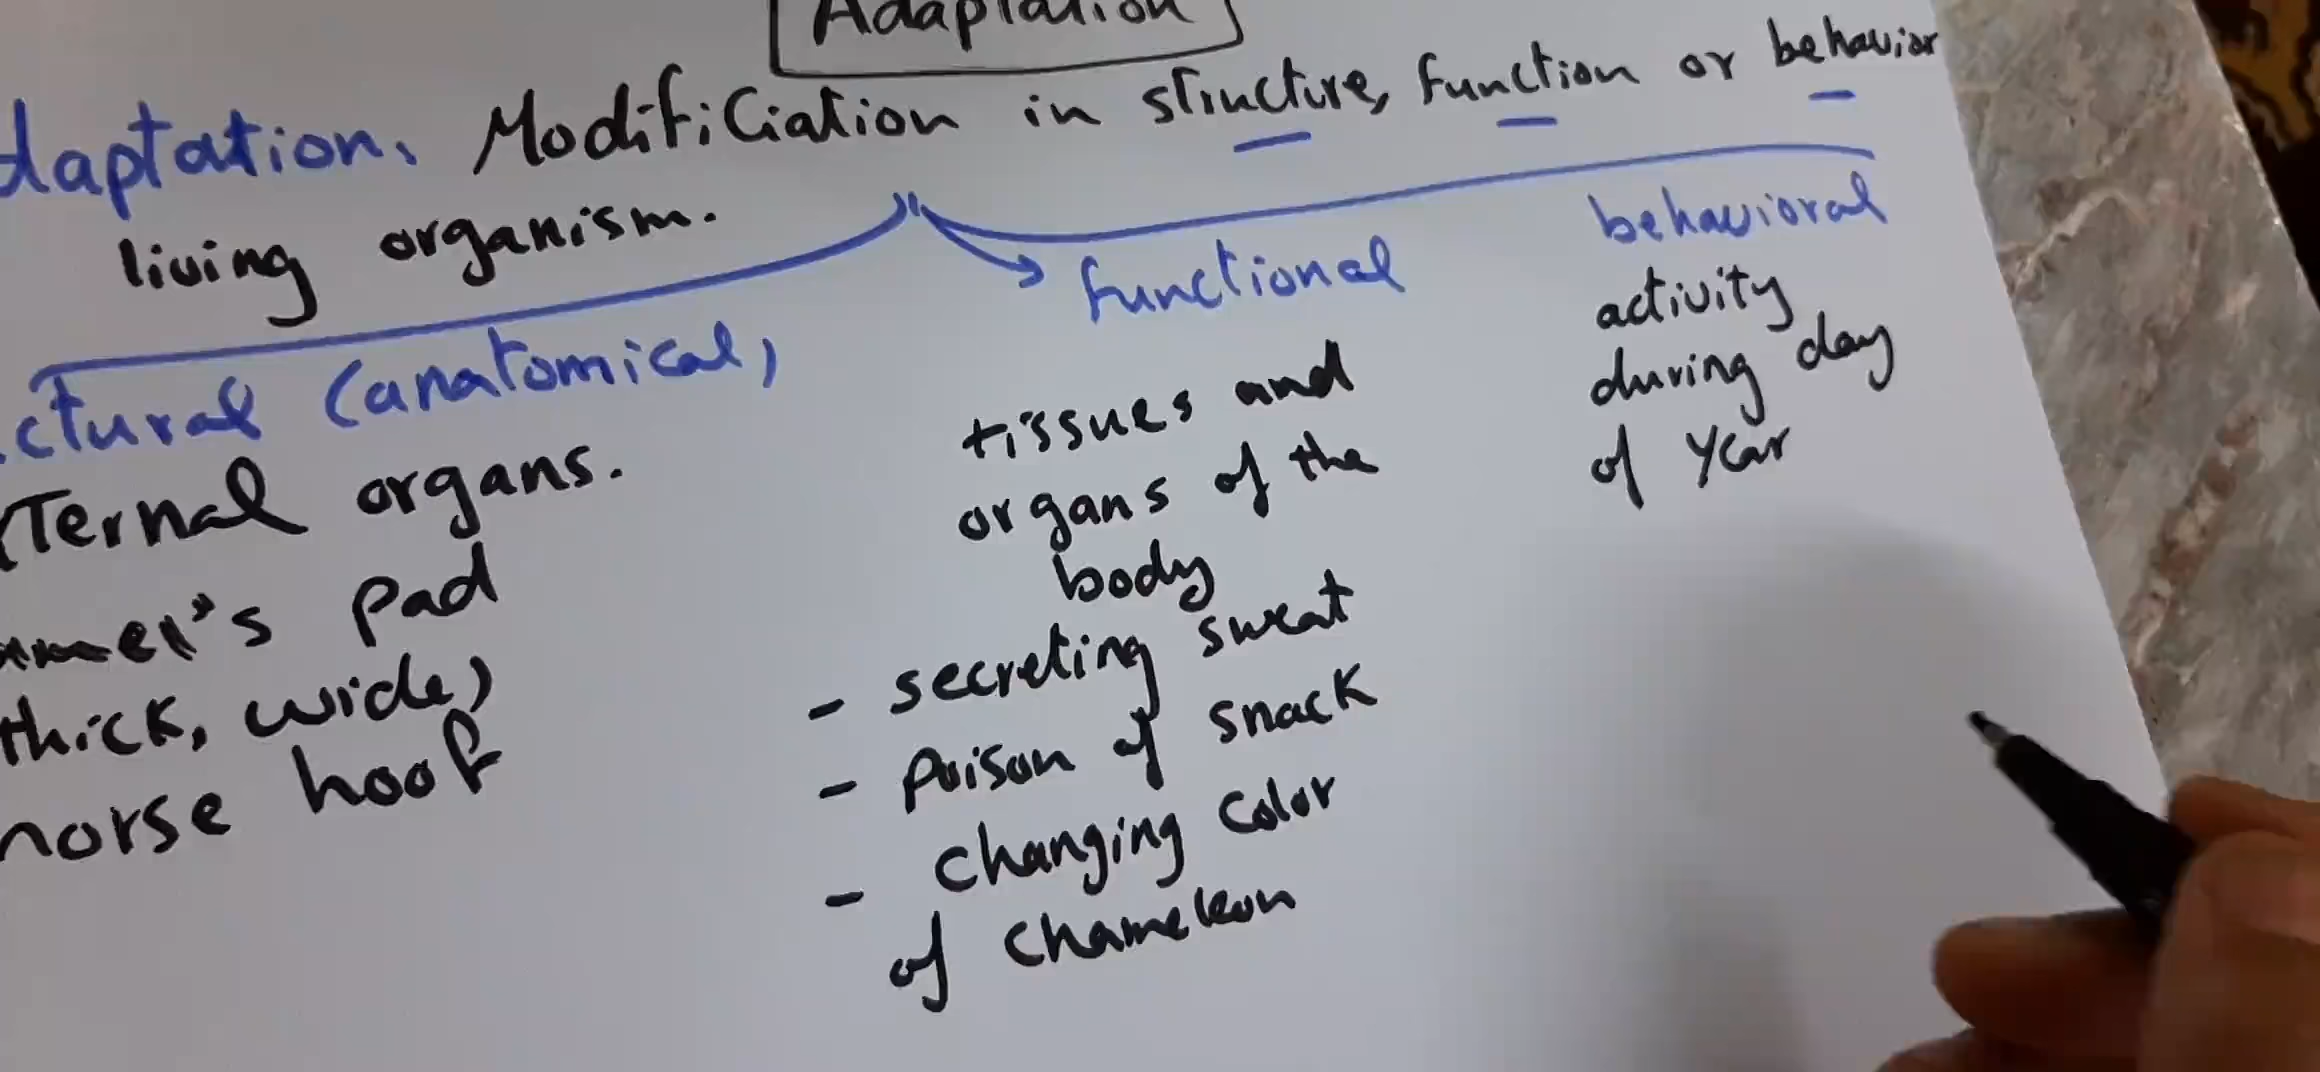 Adaptation
daptation. Modificiation in structure, function or behavior
living organism.
ctural (anatomical)
ternal organs.
amel's pad
thick, wide)
horse hoof
functional
tissues and
organs of the
body
- secreting sweat
- poison of snack
- changing color
of chameleon
behavioral
activity
during day
of year